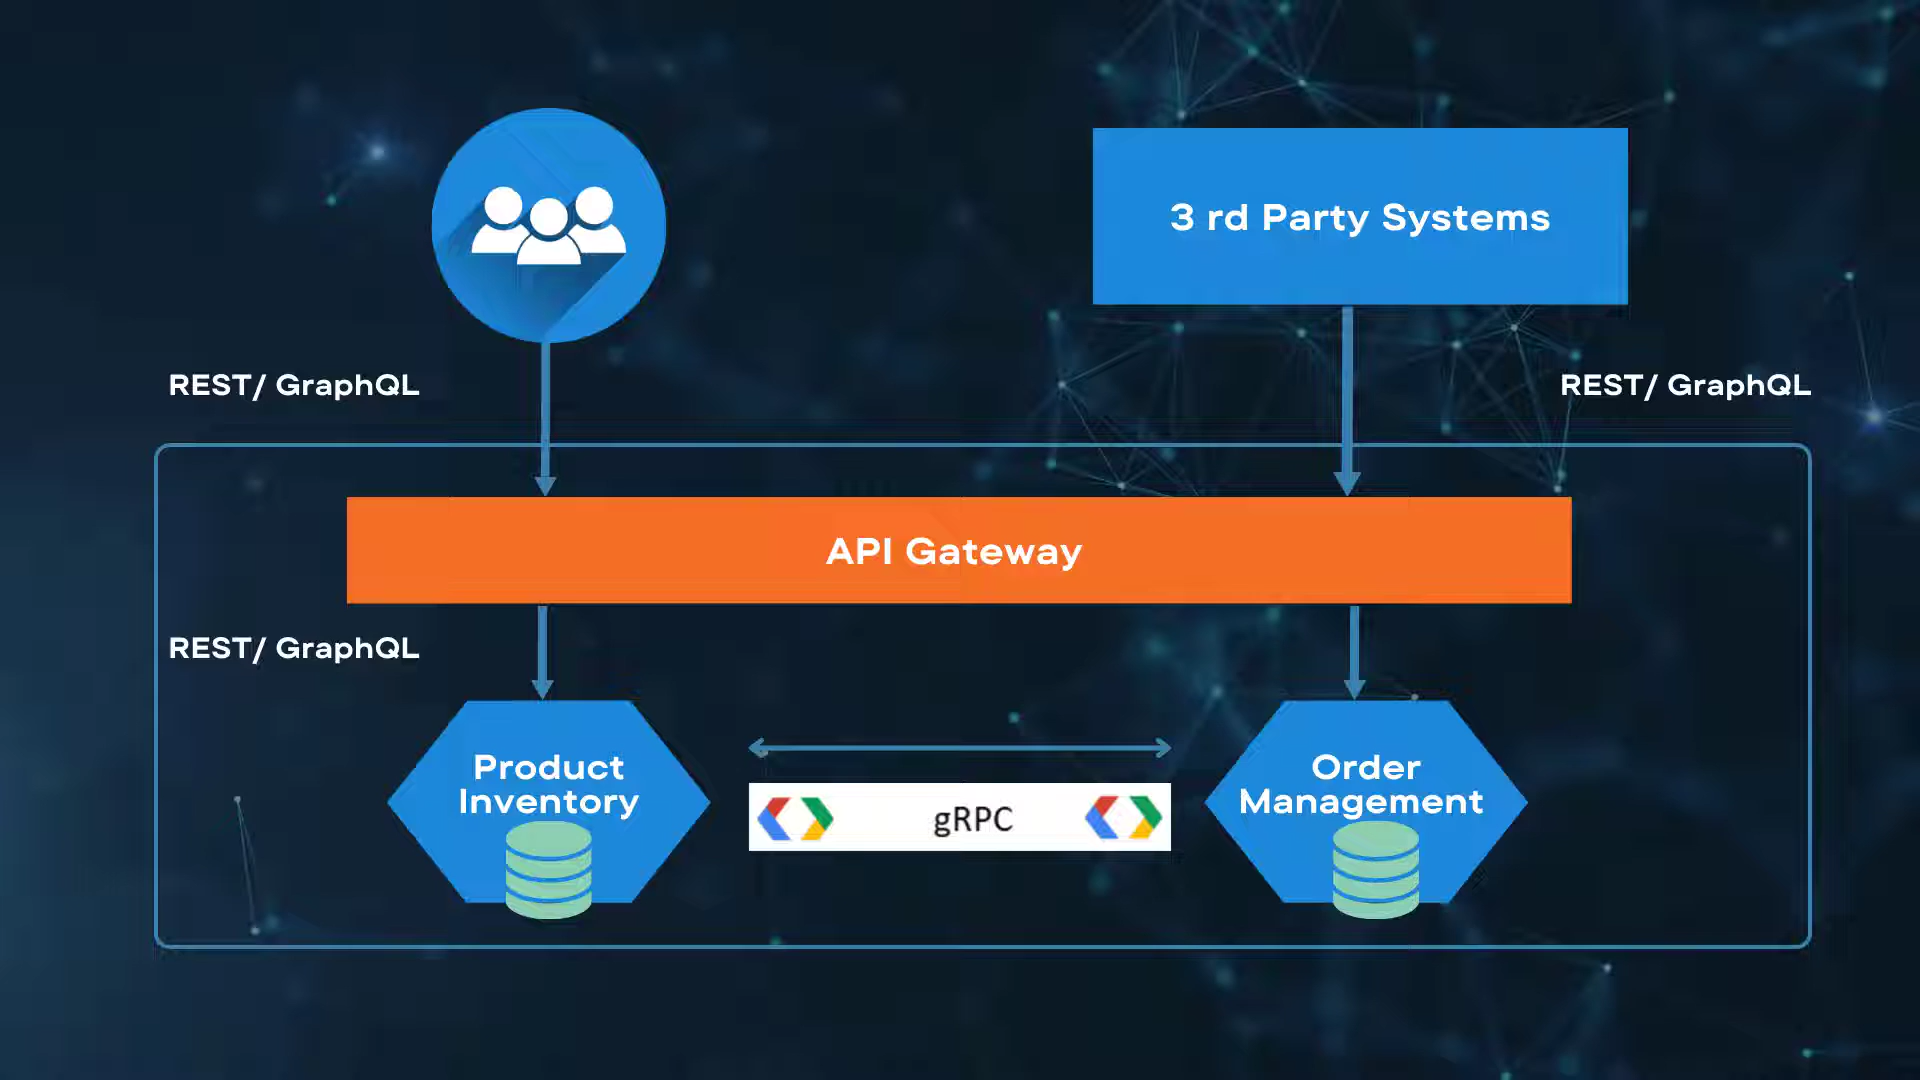 3 rd Party Systems
REST/ GraphQL
REST/ GraphQL
API Gateway
REST/ GraphQL
Product
Inventory
gRPC
Order
Management